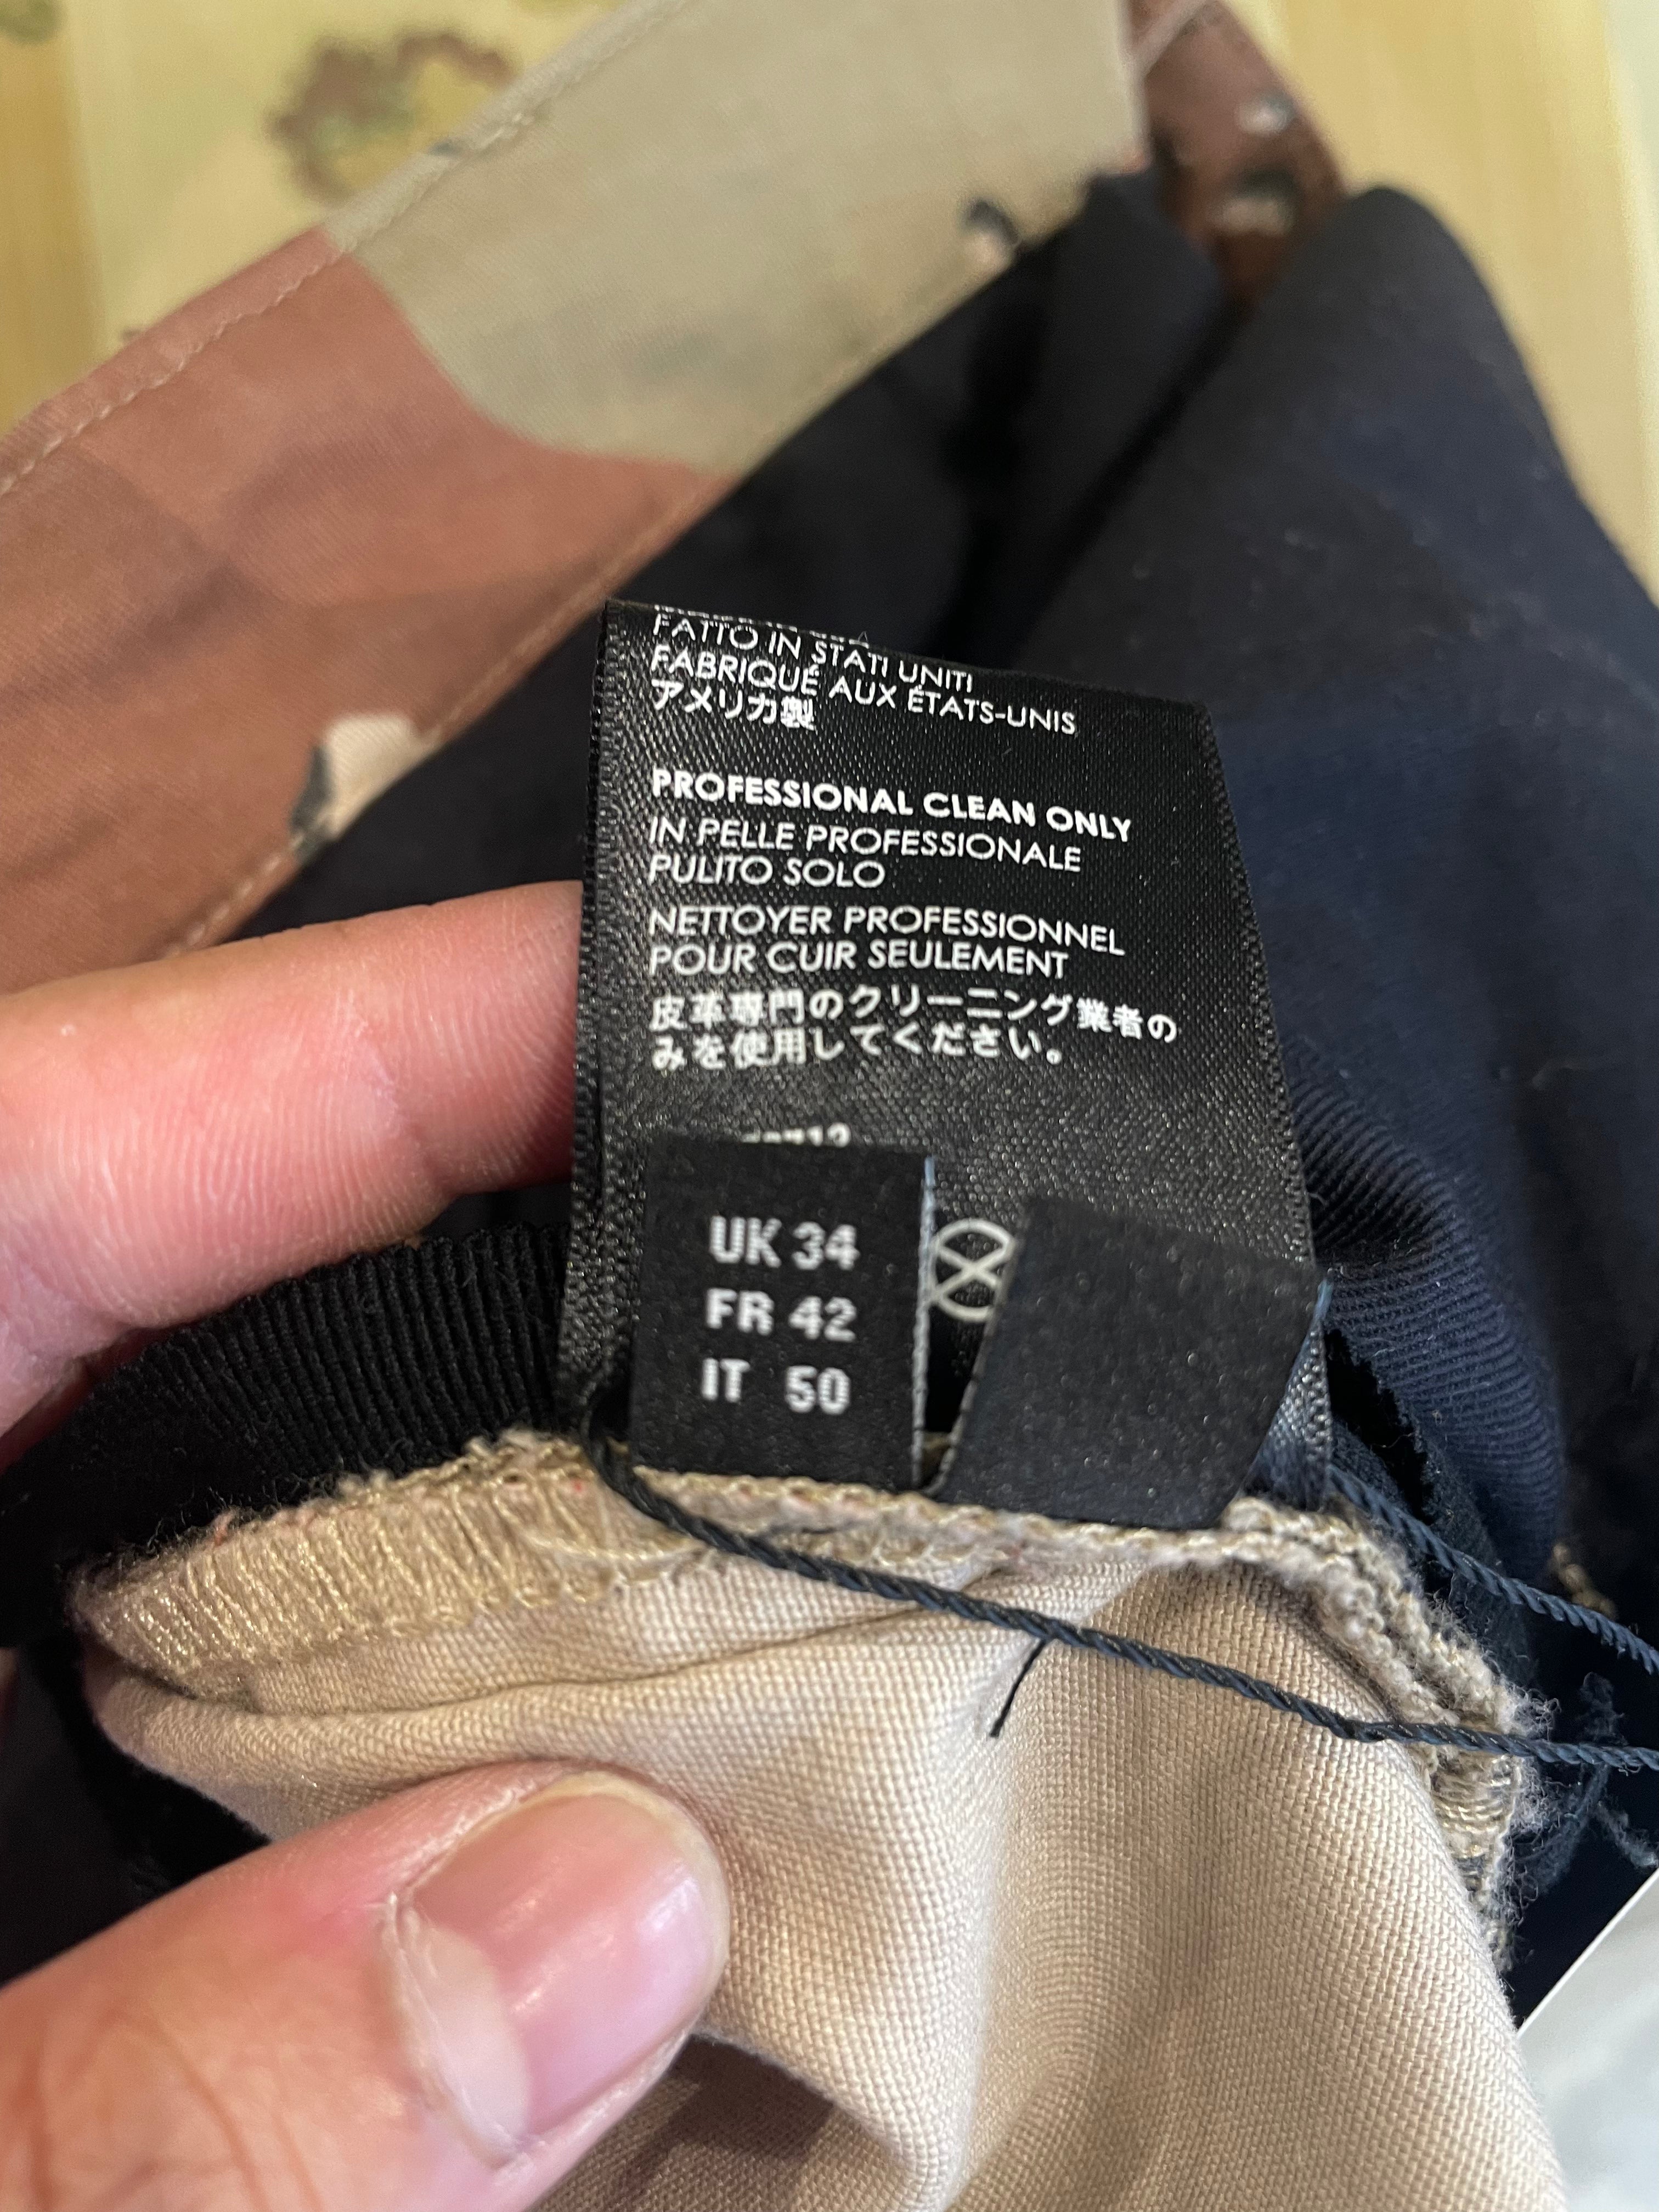 FATTO IN STATI UNITI
FABRIQUÉ AUX ÉTATS-UNIS
アメリカ製
PROFESSIONAL CLEAN ONLY
IN PELLE PROFESSIONALE
PULITO SOLO
NETTOYER PROFESSIONNEL
POUR CUIR SEULEMENT
皮革専門のクリーニング業者の
みを使用してください。
UK 34
FR 42
IT 50